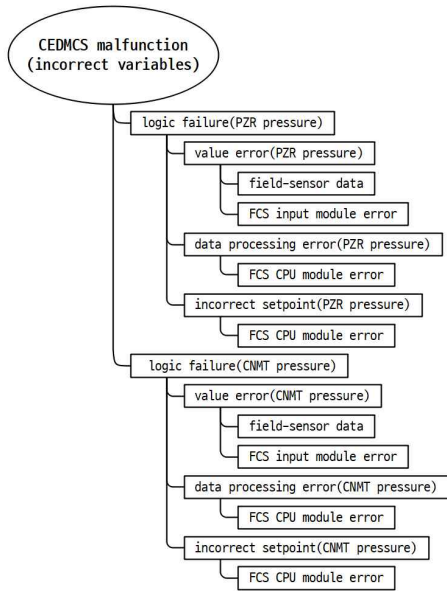 CEDMCS malfunction
(incorrect variables)
logic failure(PZR pressure)
value error(PZR pressure)
field-sensor data
FCS input module error
data processing error(PZR pressure)
FCS CPU module error
incorrect setpoint(PZR pressure)
FCS CPU module error
logic failure(CNMT pressure)
value error(CNMT pressure)
field-sensor data
FCS input module error
data processing error(CNMT pressure)
FCS CPU module error
incorrect setpoint(CNMT pressure)
FCS CPU module error